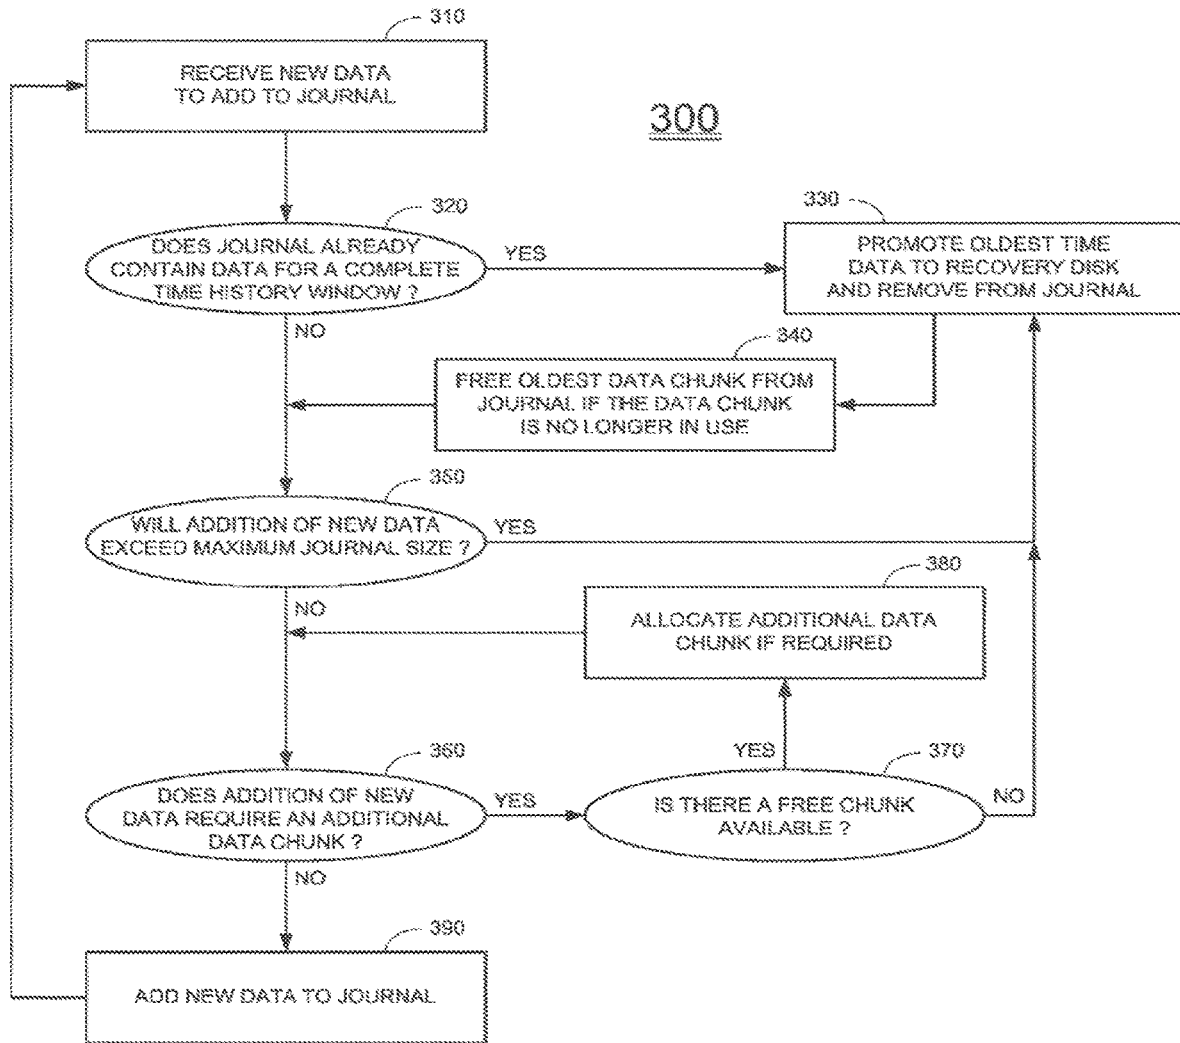 310
RECEIVE NEW DATA
TO ADD TO JOURNAL
300
320
DOES JOURNAL ALREADY
CONTAIN DATA FOR A COMPLETE
TIME HISTORY WINDOW ?
YES
330
PROMOTE OLDEST TIME
DATA TO RECOVERY DISK
AND REMOVE FROM JOURNAL
NO
340
FREE OLDEST DATA CHUNK FROM
JOURNAL IF THE DATA CHUNK
IS NO LONGER IN USE
350
WILL ADDITION OF NEW DATA
EXCEED MAXIMUM JOURNAL SIZE ?
YES
NO
380
ALLOCATE ADDITIONAL DATA
CHUNK IF REQUIRED
360
DOES ADDITION OF NEW
DATA REQUIRE AN ADDITIONAL
DATA CHUNK ?
YES
YES
370
IS THERE A FREE CHUNK
AVAILABLE ?
NO
NO
390
ADD NEW DATA TO JOURNAL